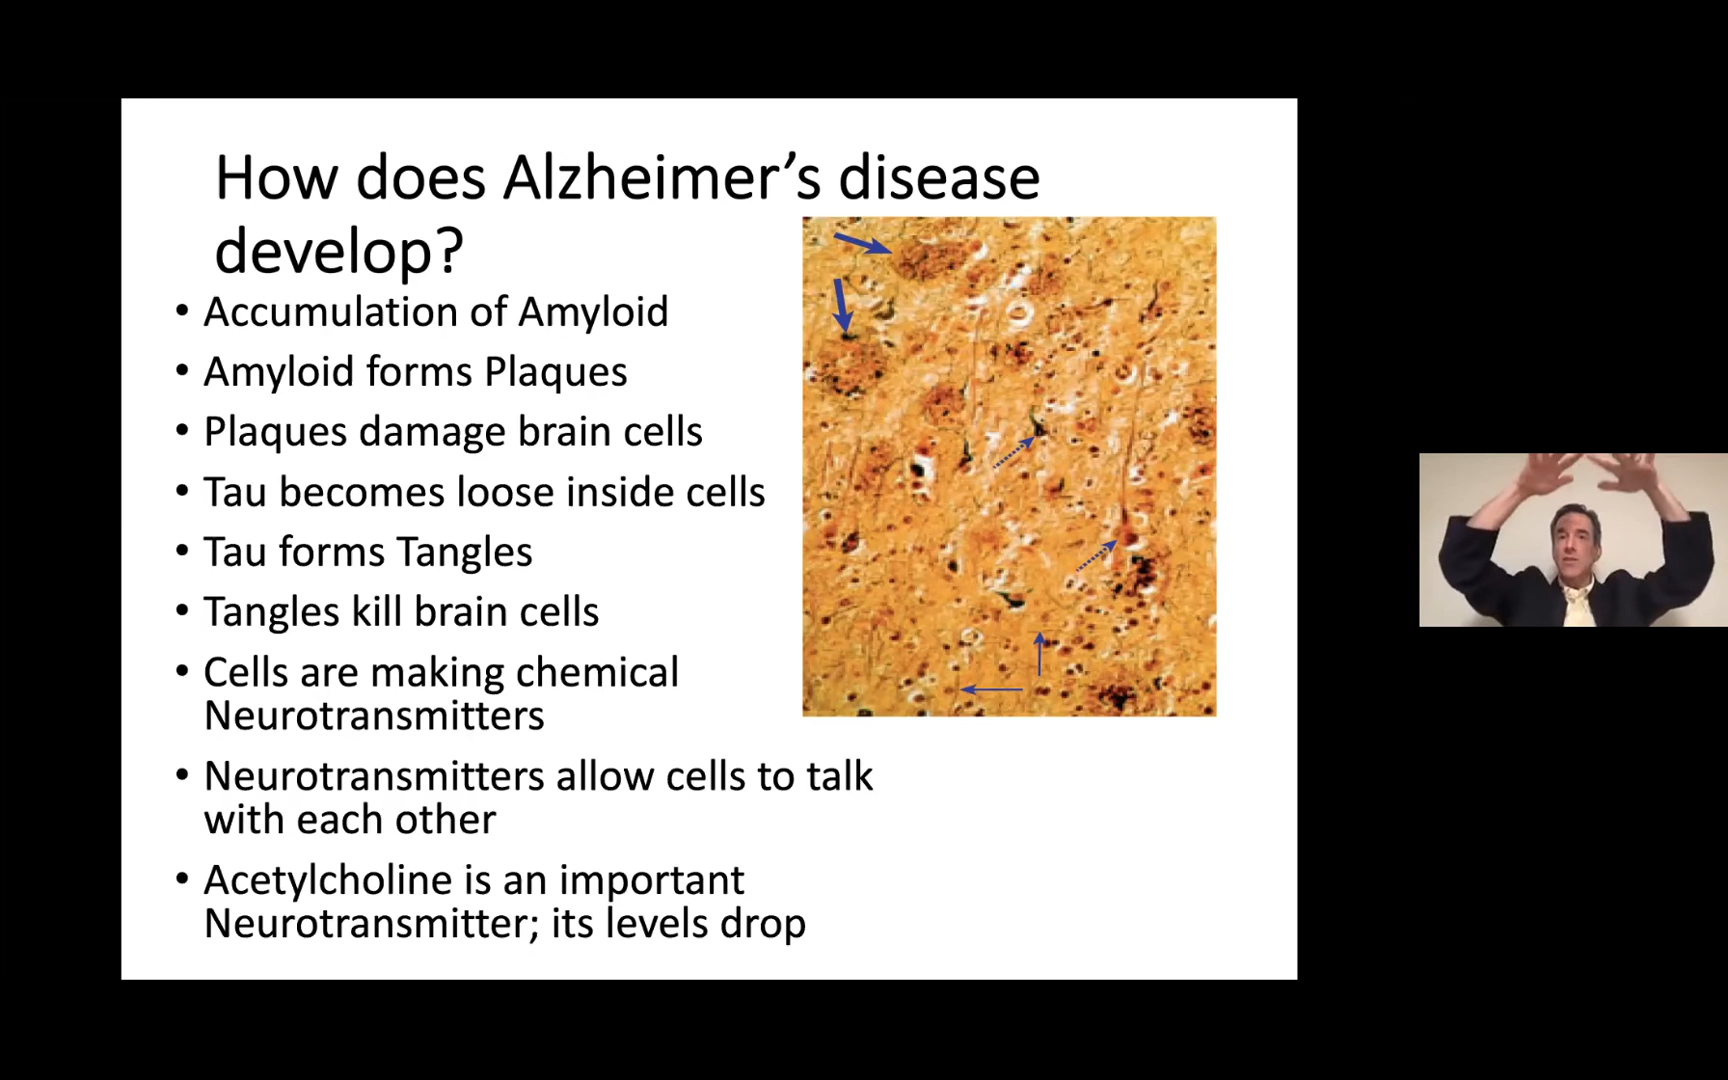 How does Alzheimer’s disease
develop?
• Accumulation of Amyloid
• Amyloid forms Plaques
• Plaques damage brain cells
• Tau becomes loose inside cells
• Tau forms Tangles
• Tangles kill brain cells
• Cells are making chemical
Neurotransmitters
• Neurotransmitters allow cells to talk
with each other
• Acetylcholine is an important
Neurotransmitter; its levels drop